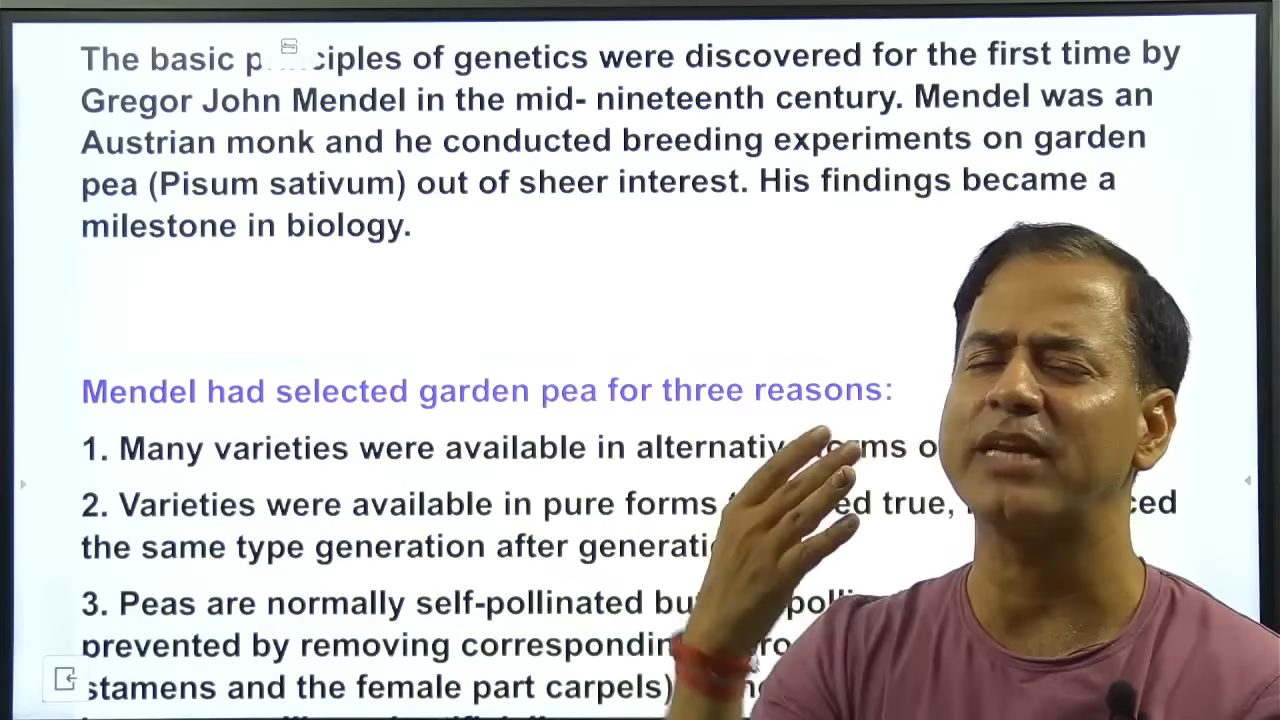 The basic p ciples of genetics were discovered for the first time by
Gregor John Mendel in the mid- nineteenth century. Mendel was an
Austrian monk and he conducted breeding experiments on garden
pea (Pisum sativum) out of sheer interest. His findings became a
milestone in biology.
Mendel had selected garden pea for three reasons:
1. Many varieties were available in alternativ
2. Varieties were available in pure forms ed true,
the same type generation after generati
3. Peas are normally self-pollinated bu
prevented by removing correspondin
stamens and the female part carpels)